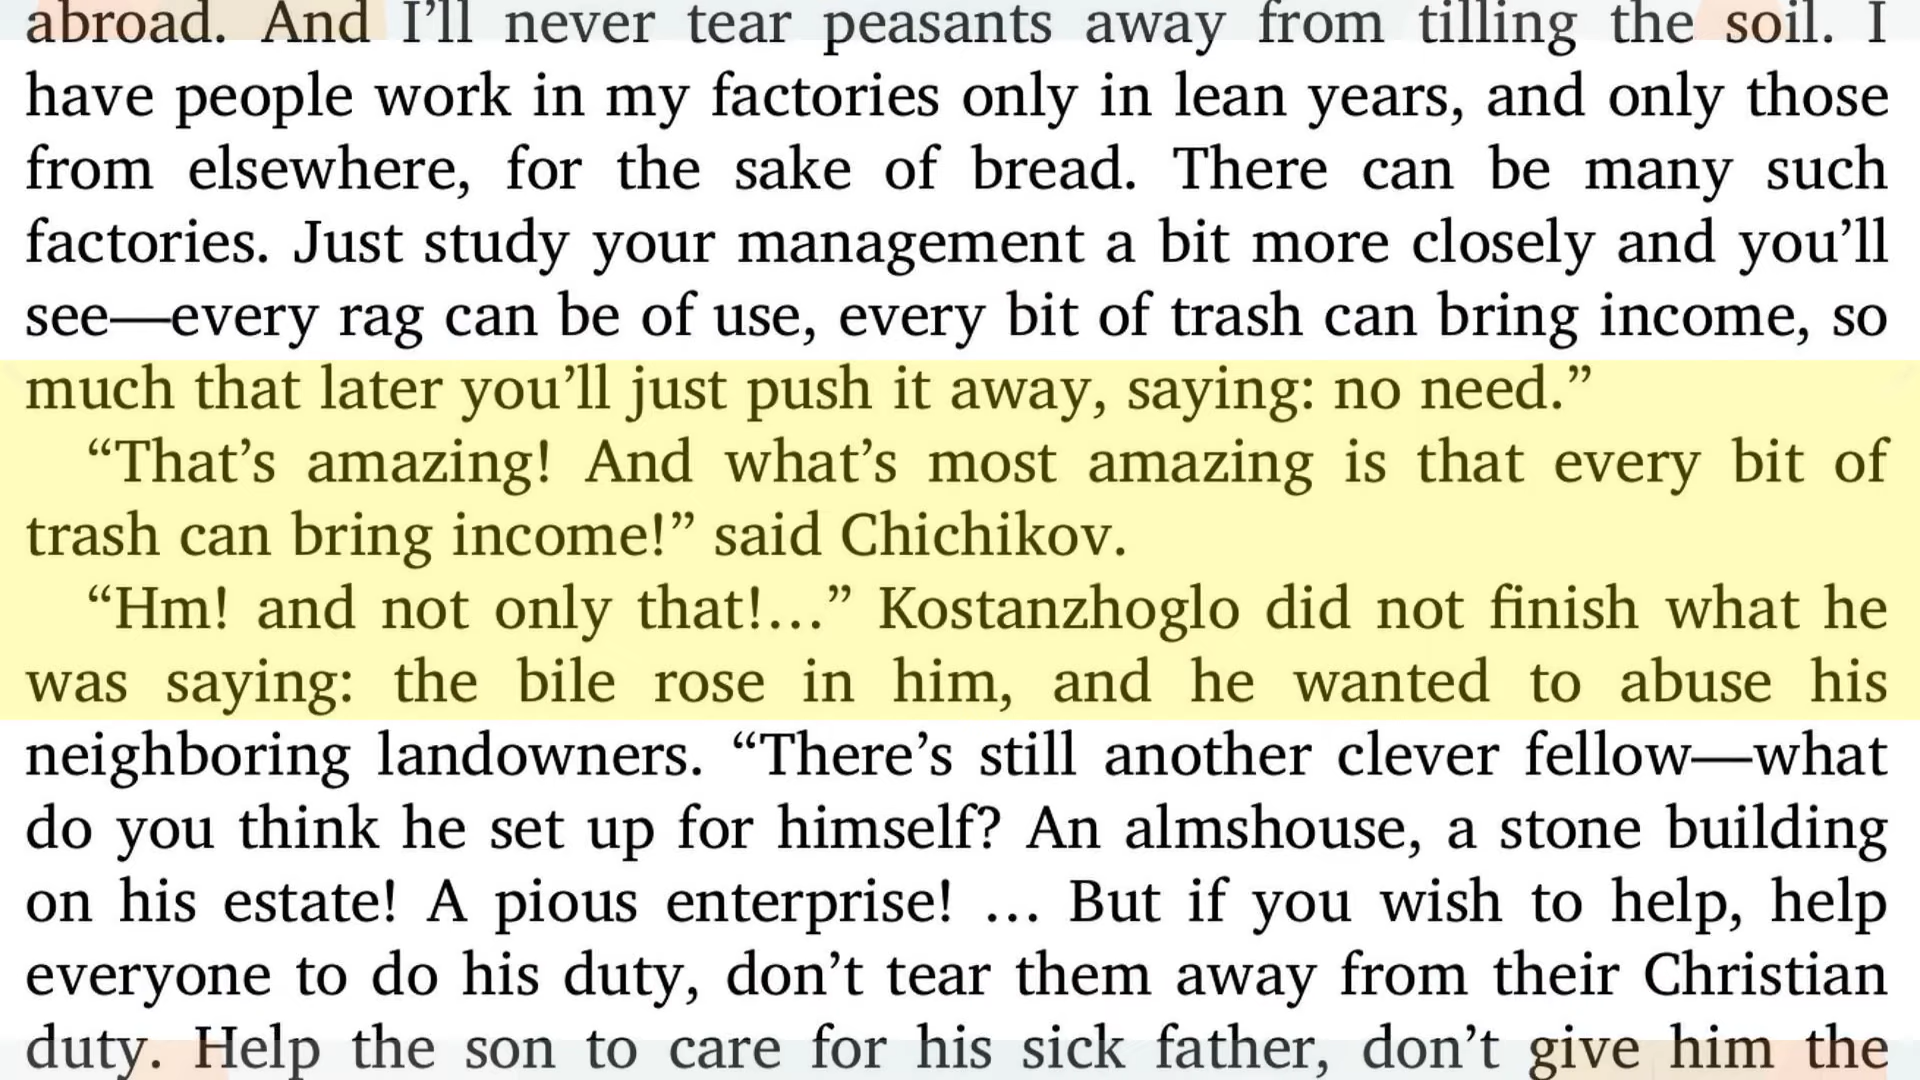 abroad. And I’ll never tear peasants away from tilling the soil. I
have people work in my factories only in lean years, and only those
from elsewhere, for the sake of bread. There can be many such
factories. Just study your management a bit more closely and you’ll
see—every rag can be of use, every bit of trash can bring income, so
much that later you’ll just push it away, saying: no need.”
“That’s amazing! And what’s most amazing is that every bit of
trash can bring income!” said Chichikov.
“Hm! and not only that!…” Kostanzhoglo did not finish what he
was saying: the bile rose in him, and he wanted to abuse his
neighboring landowners. “There’s still another clever fellow—what
do you think he set up for himself? An almshouse, a stone building
on his estate! A pious enterprise! … But if you wish to help, help
everyone to do his duty, don’t tear them away from their Christian
duty. Help the son to care for his sick father, don’t give him the